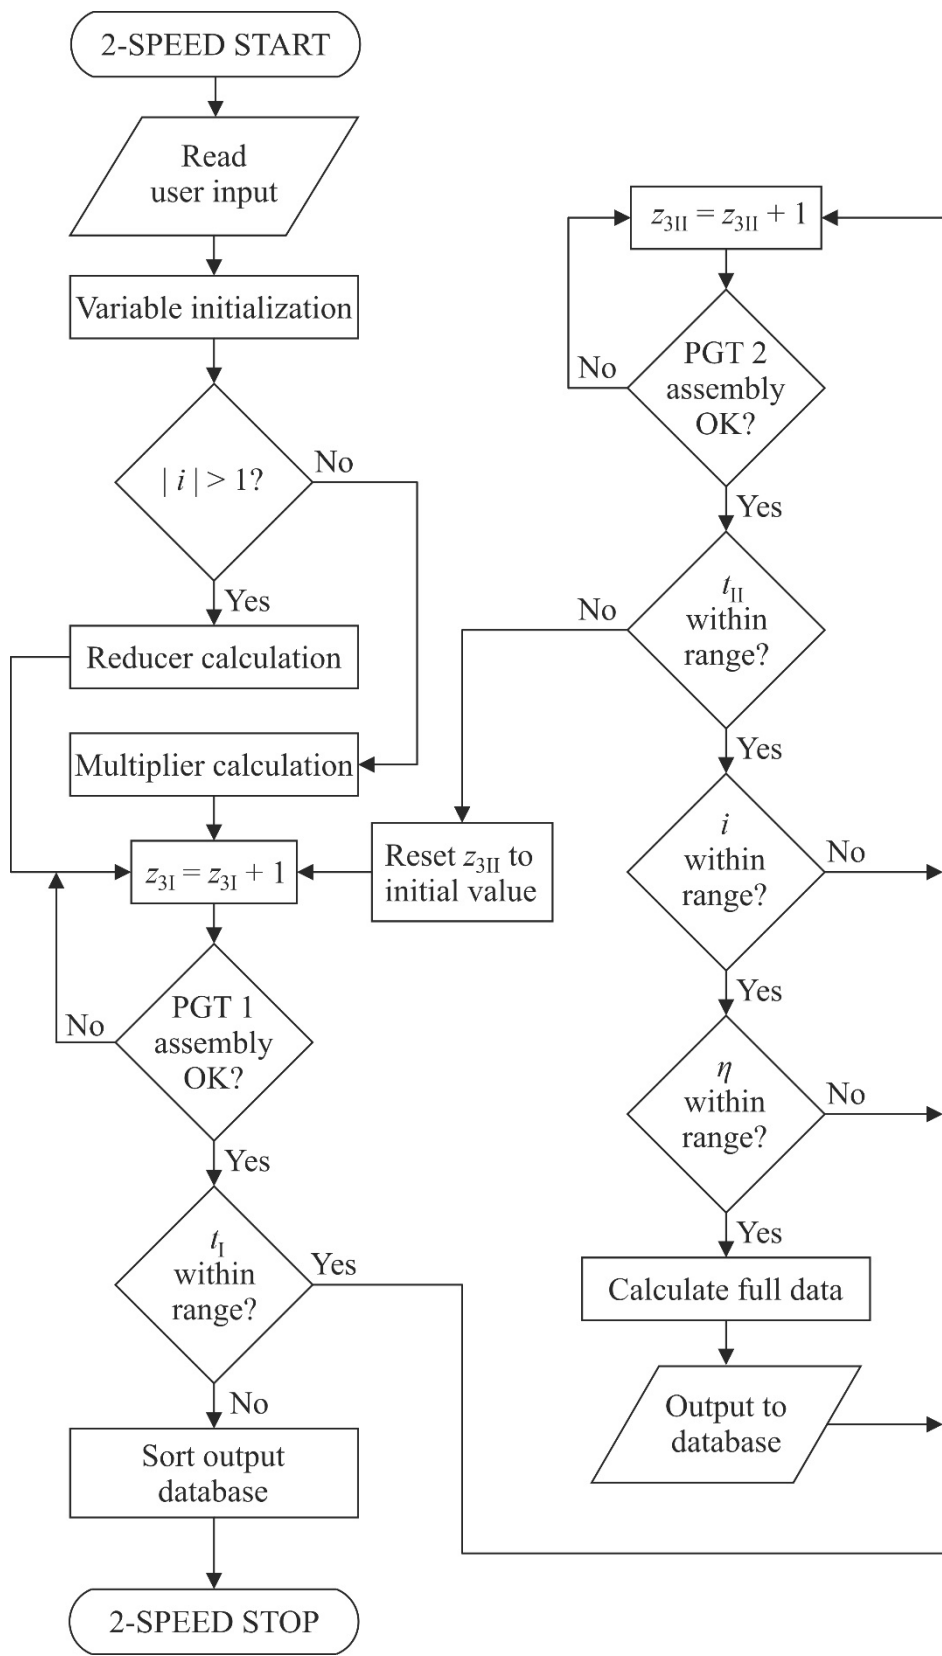 2-SPEED START
Read
user input
Variable initialization
| i | > 1?
No
Yes
Reducer calculation
Multiplier calculation
z3I = z3I + 1
Reset z3II to
initial value
PGT 1
assembly
OK?
No
Yes
tI
within
range?
Yes
No
Sort output
database
2-SPEED STOP
z3II = z3II + 1
PGT 2
assembly
OK?
No
Yes
tII
within
range?
No
Yes
i
within
range?
No
Yes
η
within
range?
No
Yes
Calculate full data
Output to
database